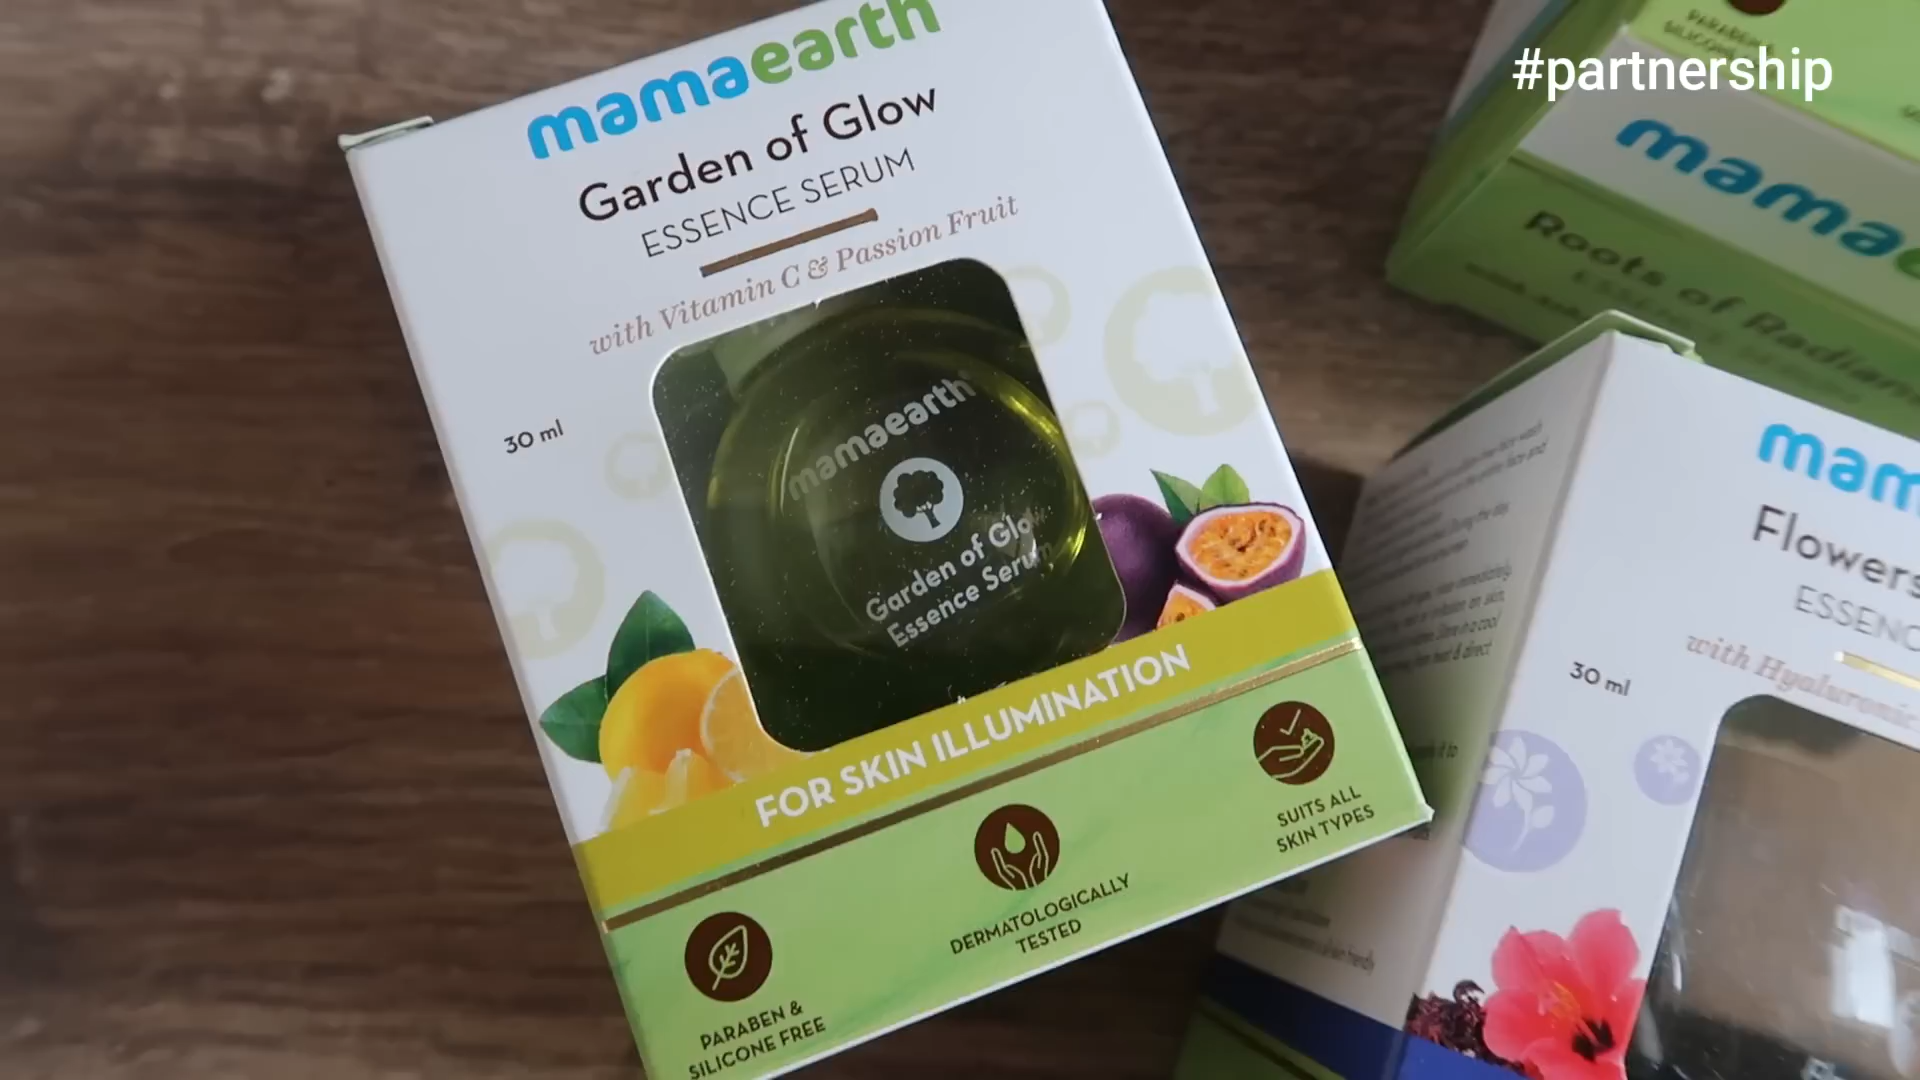 #partnership
mamaearth
Garden of Glow
ESSENCE SERUM
with Vitamin C & Passion Fruit
30 ml
mamaearth
Garden of Glo
Essence Serum
FOR SKIN ILLUMINATION
PARABEN &
SILICONE FREE
DERMATOLOGICALLY
TESTED
SUITS ALL
SKIN TYPES
mamae
Roots of Radian
mam
Flowers
ESSENC
with Hyaluronic
30 ml